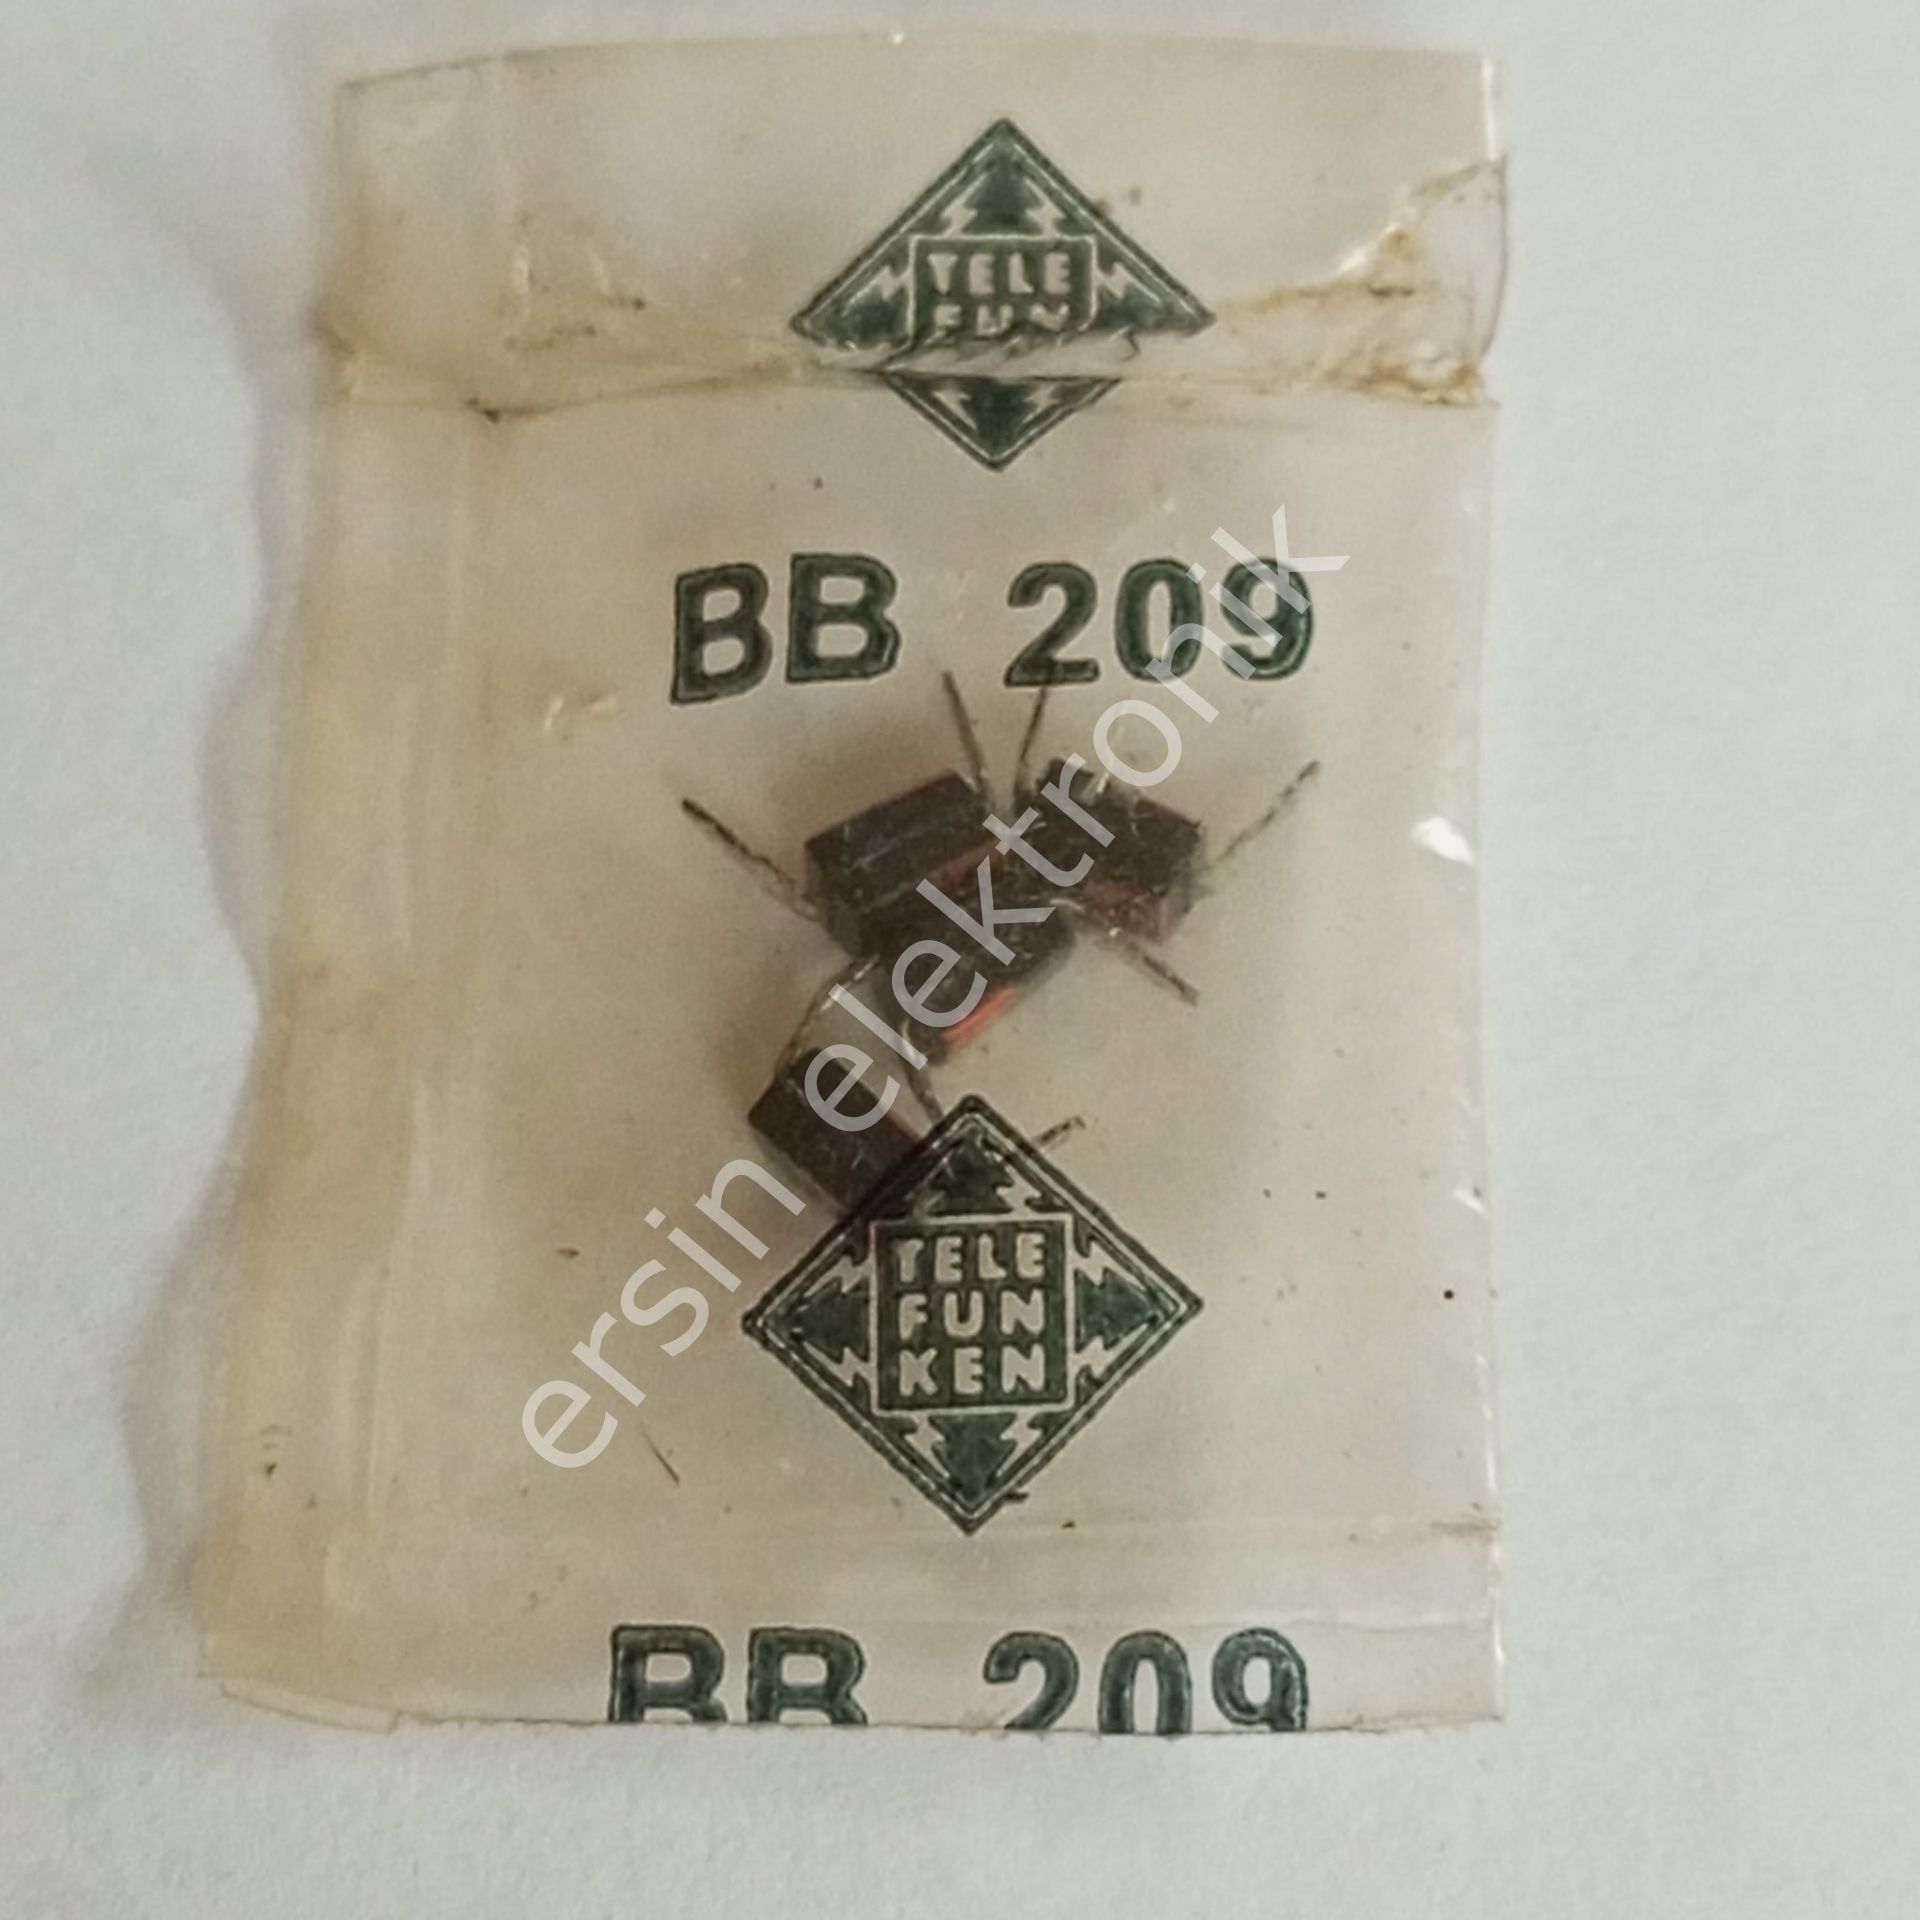 TELE
FUN
BB 209
ersin elektronik
TELE
FUN
KEN
BB 209